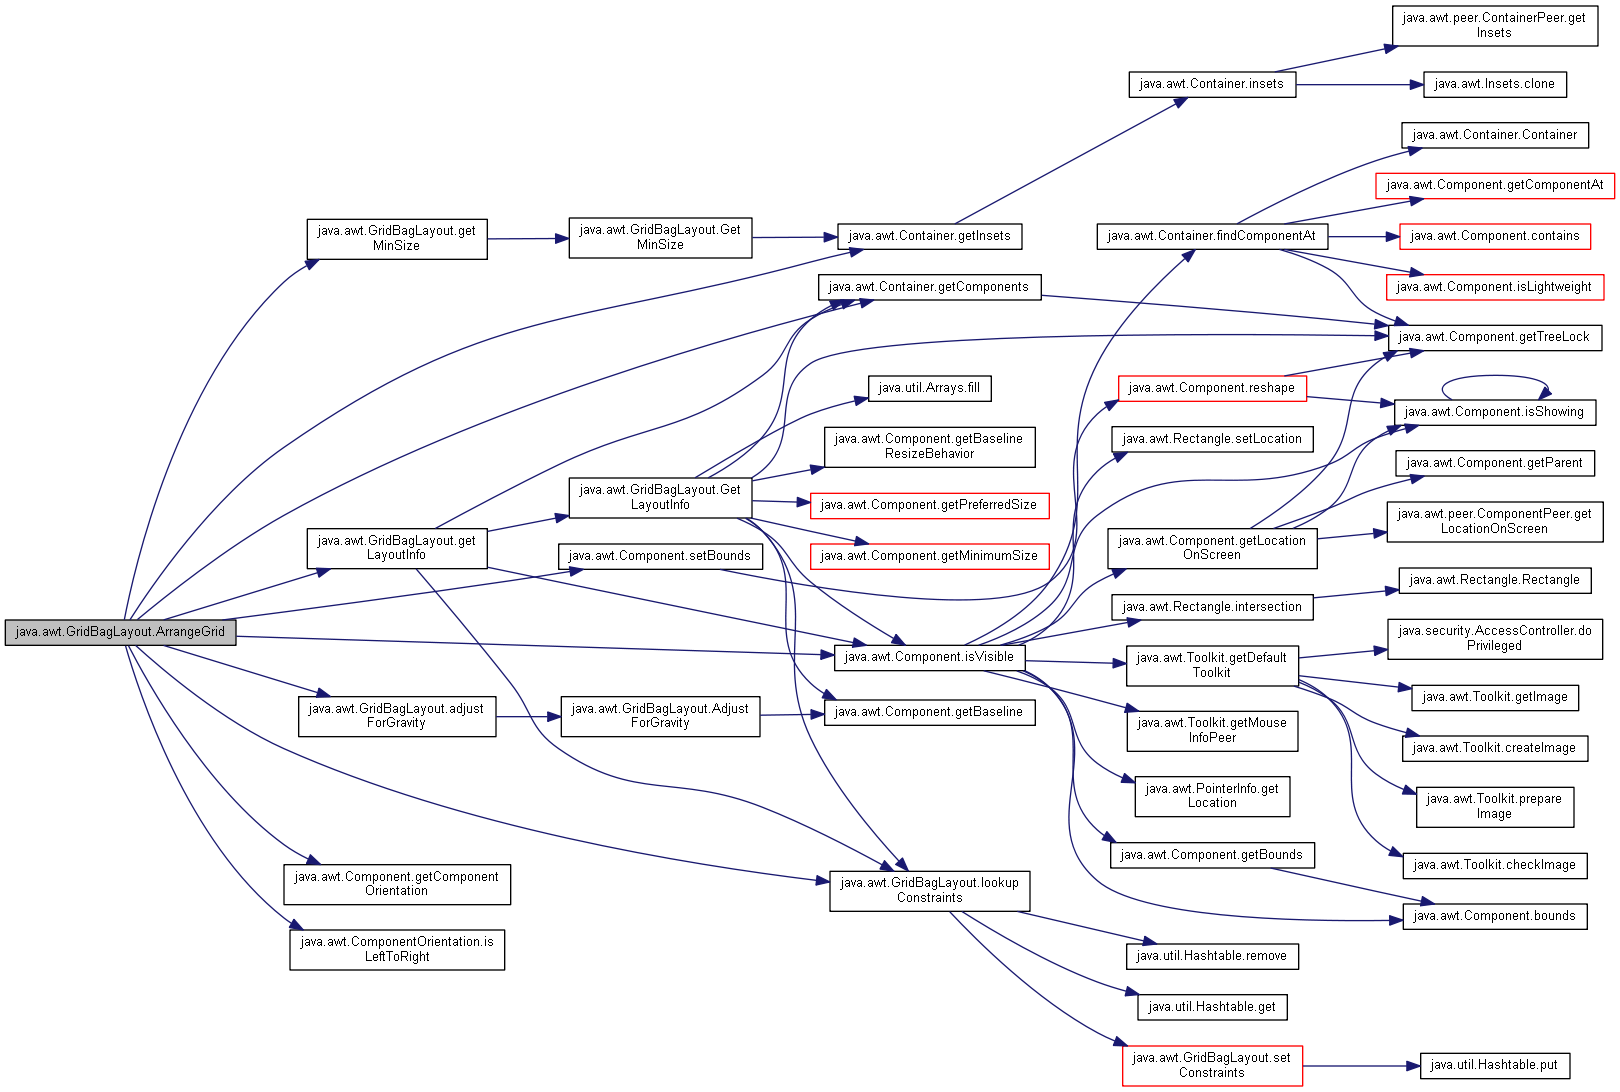 java.awt.GridBagLayout.ArrangeGrid
java.awt.GridBagLayout.get
MinSize
java.awt.GridBagLayout.get
LayoutInfo
java.awt.GridBagLayout.adjust
ForGravity
java.awt.Component.getComponent
Orientation
java.awt.ComponentOrientation.is
LeftToRight
java.awt.GridBagLayout.Get
MinSize
java.awt.GridBagLayout.Get
LayoutInfo
java.awt.Component.setBounds
java.awt.GridBagLayout.Adjust
ForGravity
java.awt.Container.getInsets
java.awt.Container.getComponents
java.util.Arrays.fill
java.awt.Component.getBaseline
ResizeBehavior
java.awt.Component.getPreferredSize
java.awt.Component.getMinimumSize
java.awt.Component.isVisible
java.awt.Component.getBaseline
java.awt.GridBagLayout.lookup
Constraints
java.awt.Container.insets
java.awt.Container.findComponentAt
java.awt.Component.reshape
java.awt.Rectangle.setLocation
java.awt.Component.getLocation
OnScreen
java.awt.Rectangle.intersection
java.awt.Toolkit.getDefault
Toolkit
java.awt.Toolkit.getMouse
InfoPeer
java.awt.PointerInfo.get
Location
java.awt.Component.getBounds
java.util.Hashtable.remove
java.util.Hashtable.get
java.awt.GridBagLayout.set
Constraints
java.awt.peer.ContainerPeer.get
Insets
java.awt.Insets.clone
java.awt.Container.Container
java.awt.Component.getComponentAt
java.awt.Component.contains
java.awt.Component.isLightweight
java.awt.Component.getTreeLock
java.awt.Component.isShowing
java.awt.Component.getParent
java.awt.peer.ComponentPeer.get
LocationOnScreen
java.awt.Rectangle.Rectangle
java.security.AccessController.do
Privileged
java.awt.Toolkit.getImage
java.awt.Toolkit.createImage
java.awt.Toolkit.prepare
Image
java.awt.Toolkit.checkImage
java.awt.Component.bounds
java.util.Hashtable.put